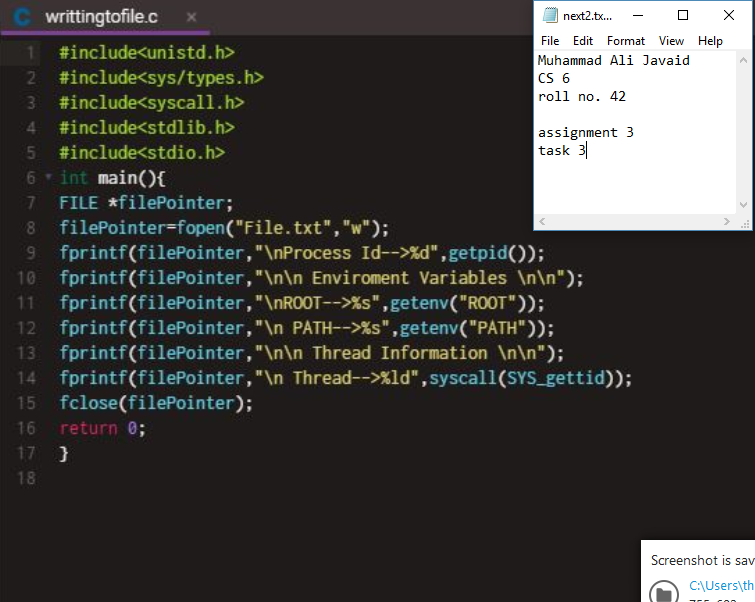 writtingtofile.c
1 #include<unistd.h>
2 #include<sys/types.h>
3 #include<syscall.h>
4 #include<stdlib.h>
5 #include<stdio.h>
6 int main(){
7 FILE *filePointer;
8 filePointer=fopen("File.txt","w");
9 fprintf(filePointer,"\nProcess Id-->%d",getpid());
10 fprintf(filePointer,"\n\n Enviroment Variables \n\n");
11 fprintf(filePointer,"\nROOT-->%s",getenv("ROOT"));
12 fprintf(filePointer,"\n PATH-->%s",getenv("PATH"));
13 fprintf(filePointer,"\n\n Thread Information \n\n");
14 fprintf(filePointer,"\n Thread-->%ld",syscall(SYS_gettid));
15 fclose(filePointer);
16 return 0;
17 }
18
next2.tx...
File Edit Format View Help
Muhammad Ali Javaid
CS 6
roll no. 42
assignment 3
task 3
Screenshot is sav
C:\Users\th